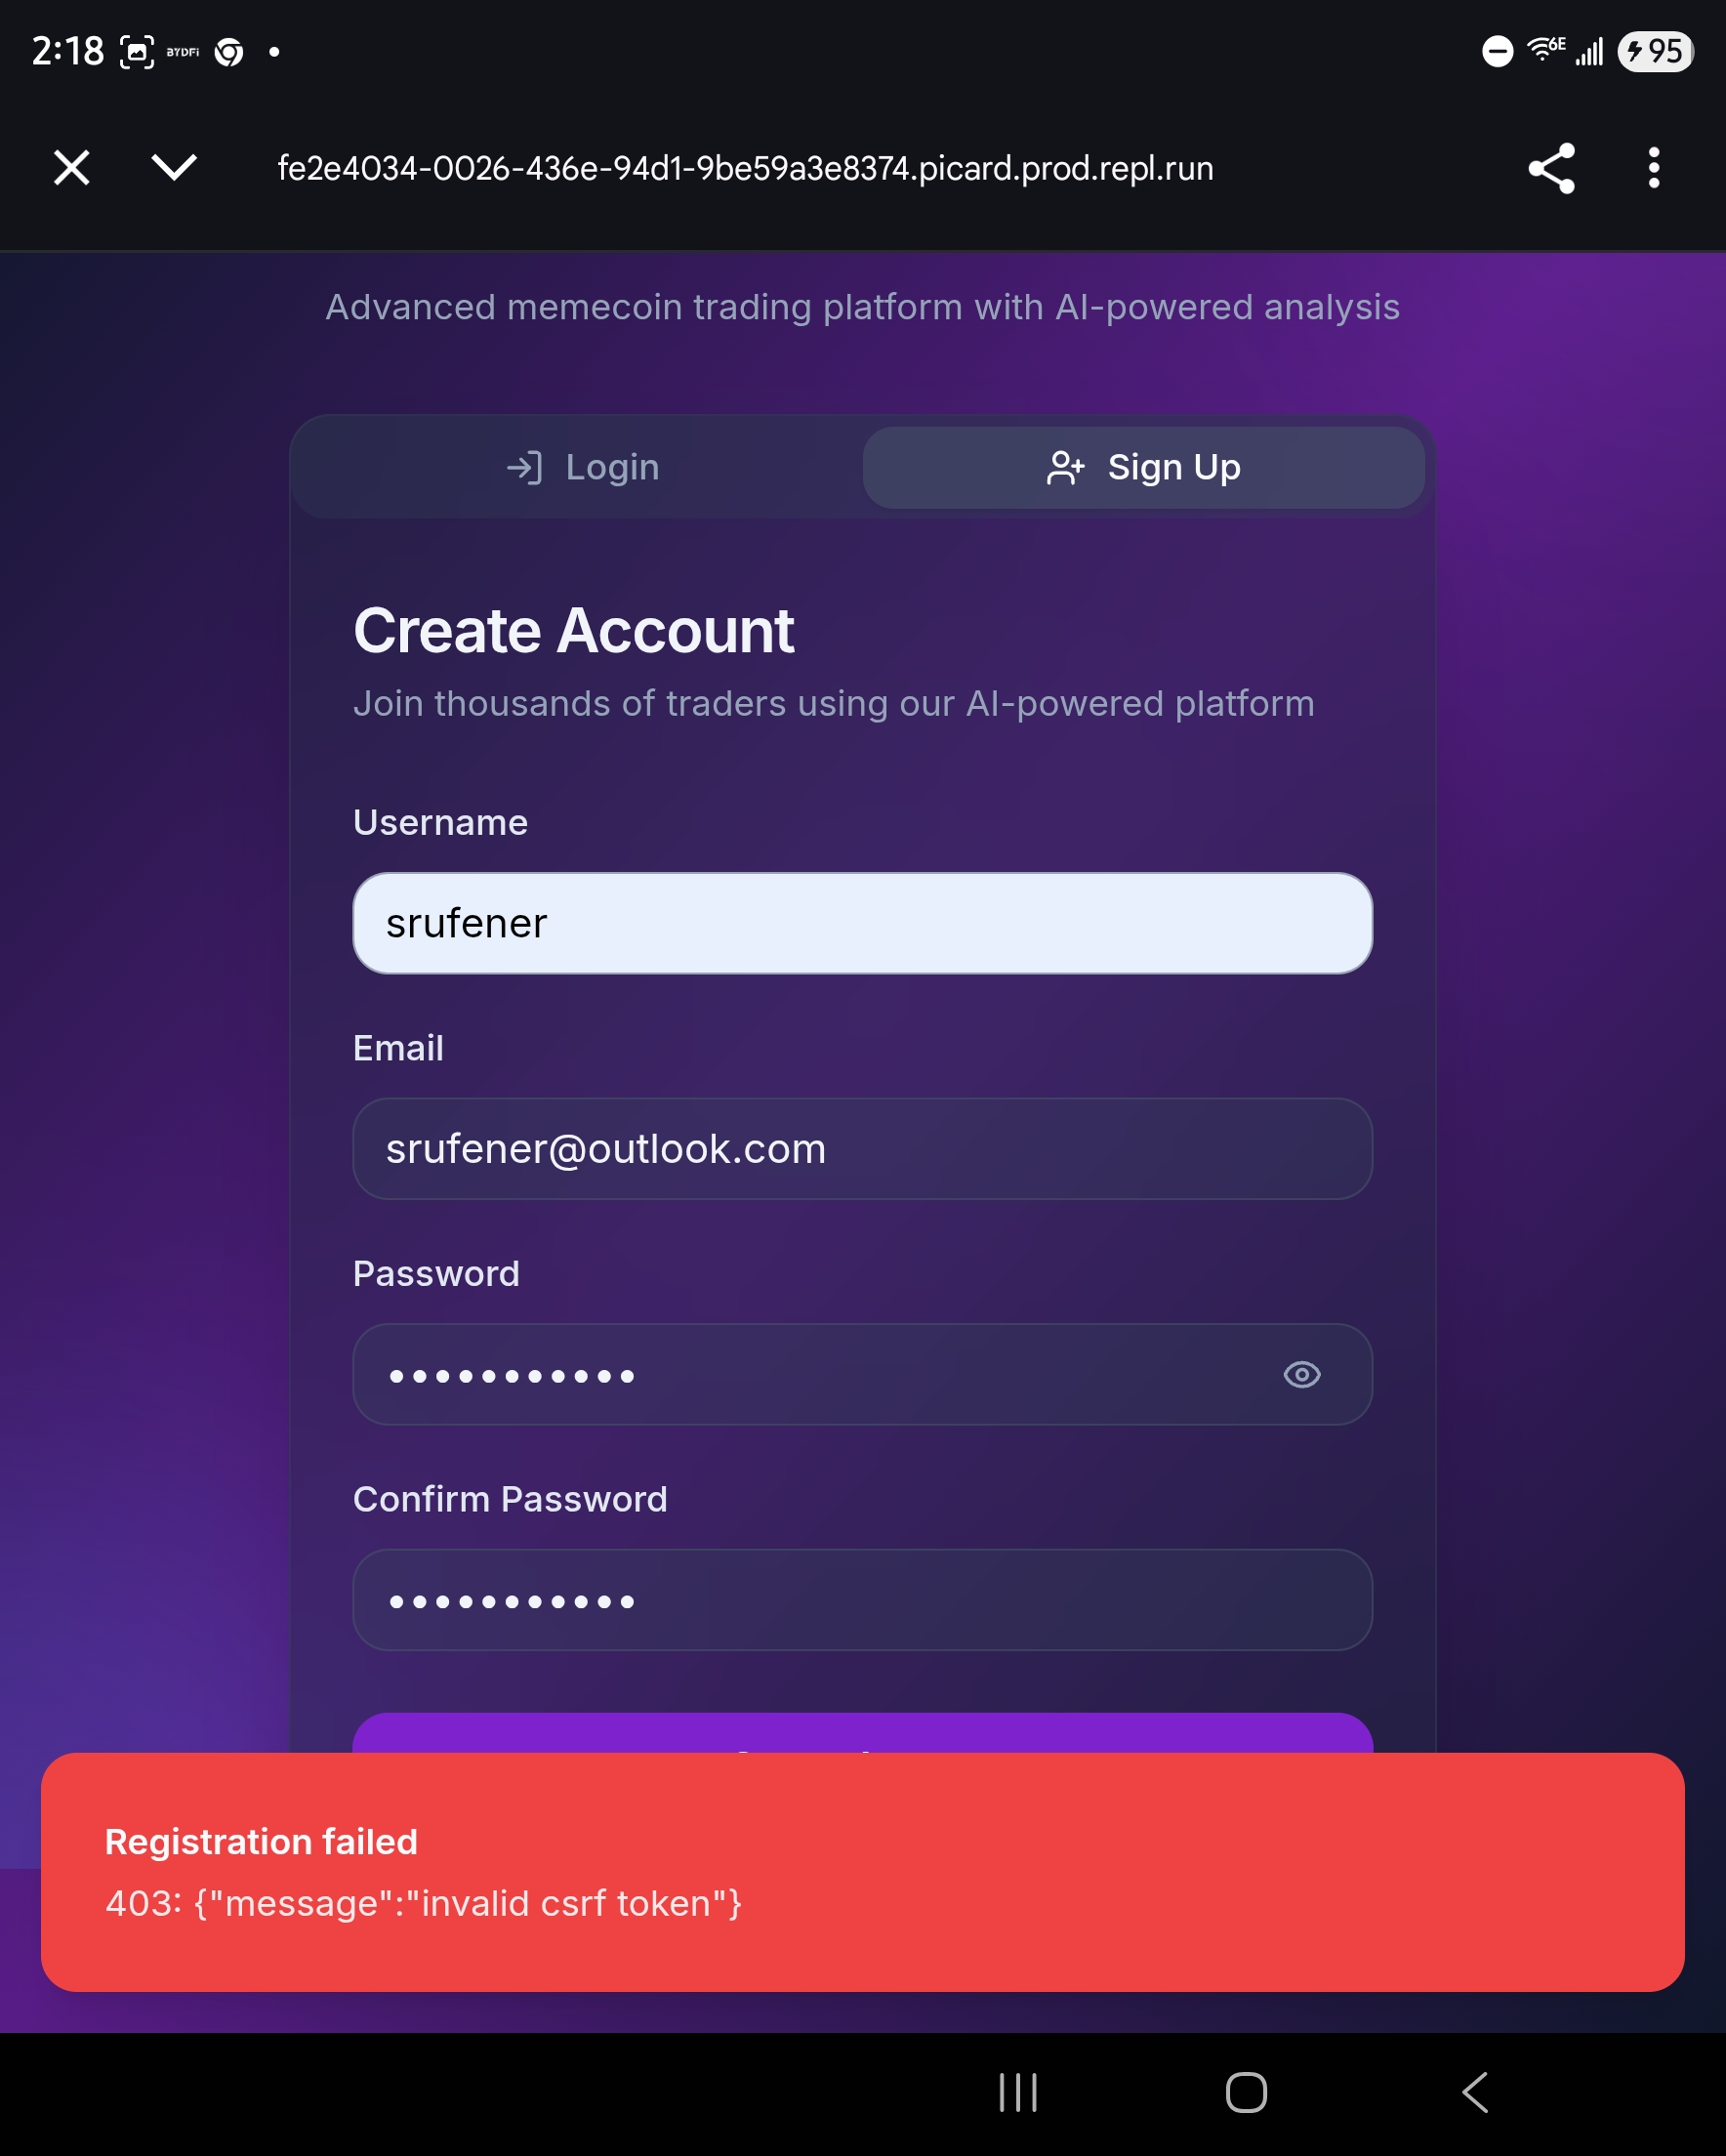 2:18 BYDFi 6E 95
fe2e4034-0026-436e-94d1-9be59a3e8374.picard.prod.repl.run
Advanced memecoin trading platform with AI-powered analysis
Login Sign Up
Create Account
Join thousands of traders using our AI-powered platform
Username
srufener
Email
srufener@outlook.com
Password
•••••••••••
Confirm Password
•••••••••••
Registration failed
403: {"message":"invalid csrf token"}